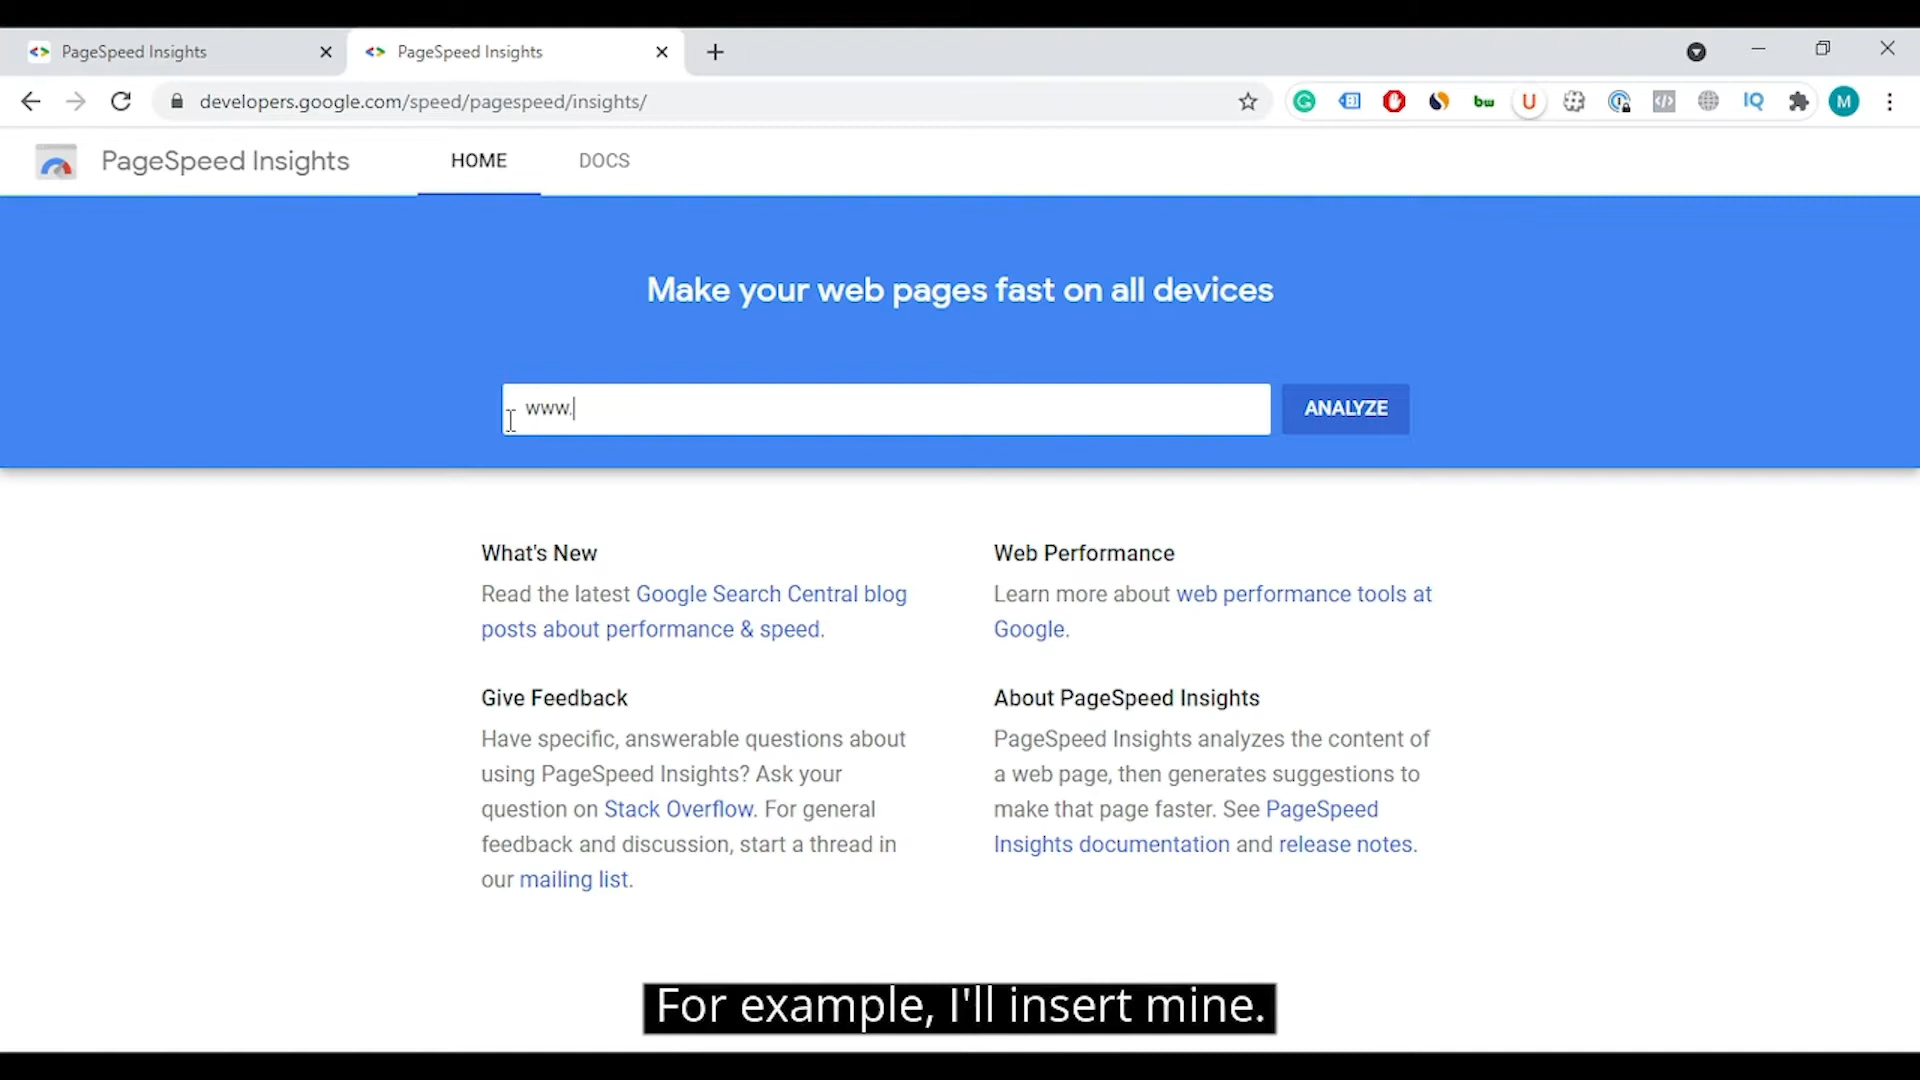 PageSpeed Insights
PageSpeed Insights
developers.google.com/speed/pagespeed/insights/
bw
U
IQ
M
PageSpeed Insights
HOME
DOCS
Make your web pages fast on all devices
www.
ANALYZE
What's New
Read the latest Google Search Central blog
posts about performance & speed.
Web Performance
Learn more about web performance tools at
Google.
Give Feedback
Have specific, answerable questions about
using PageSpeed Insights? Ask your
question on Stack Overflow. For general
feedback and discussion, start a thread in
our mailing list.
About PageSpeed Insights
PageSpeed Insights analyzes the content of
a web page, then generates suggestions to
make that page faster. See PageSpeed
Insights documentation and release notes.
For example, I'll insert mine.